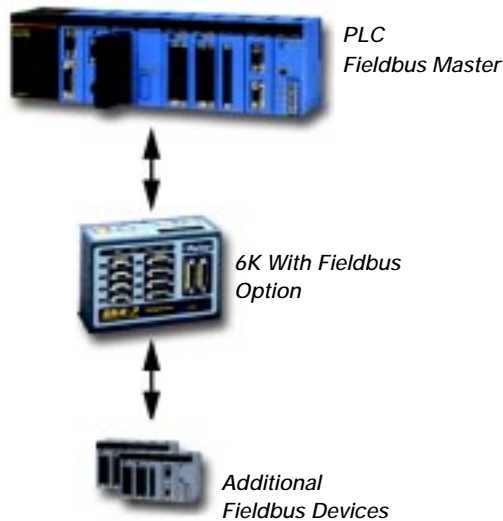 PLC
Fieldbus Master
6K With Fieldbus
Option
Additional
Fieldbus Devices